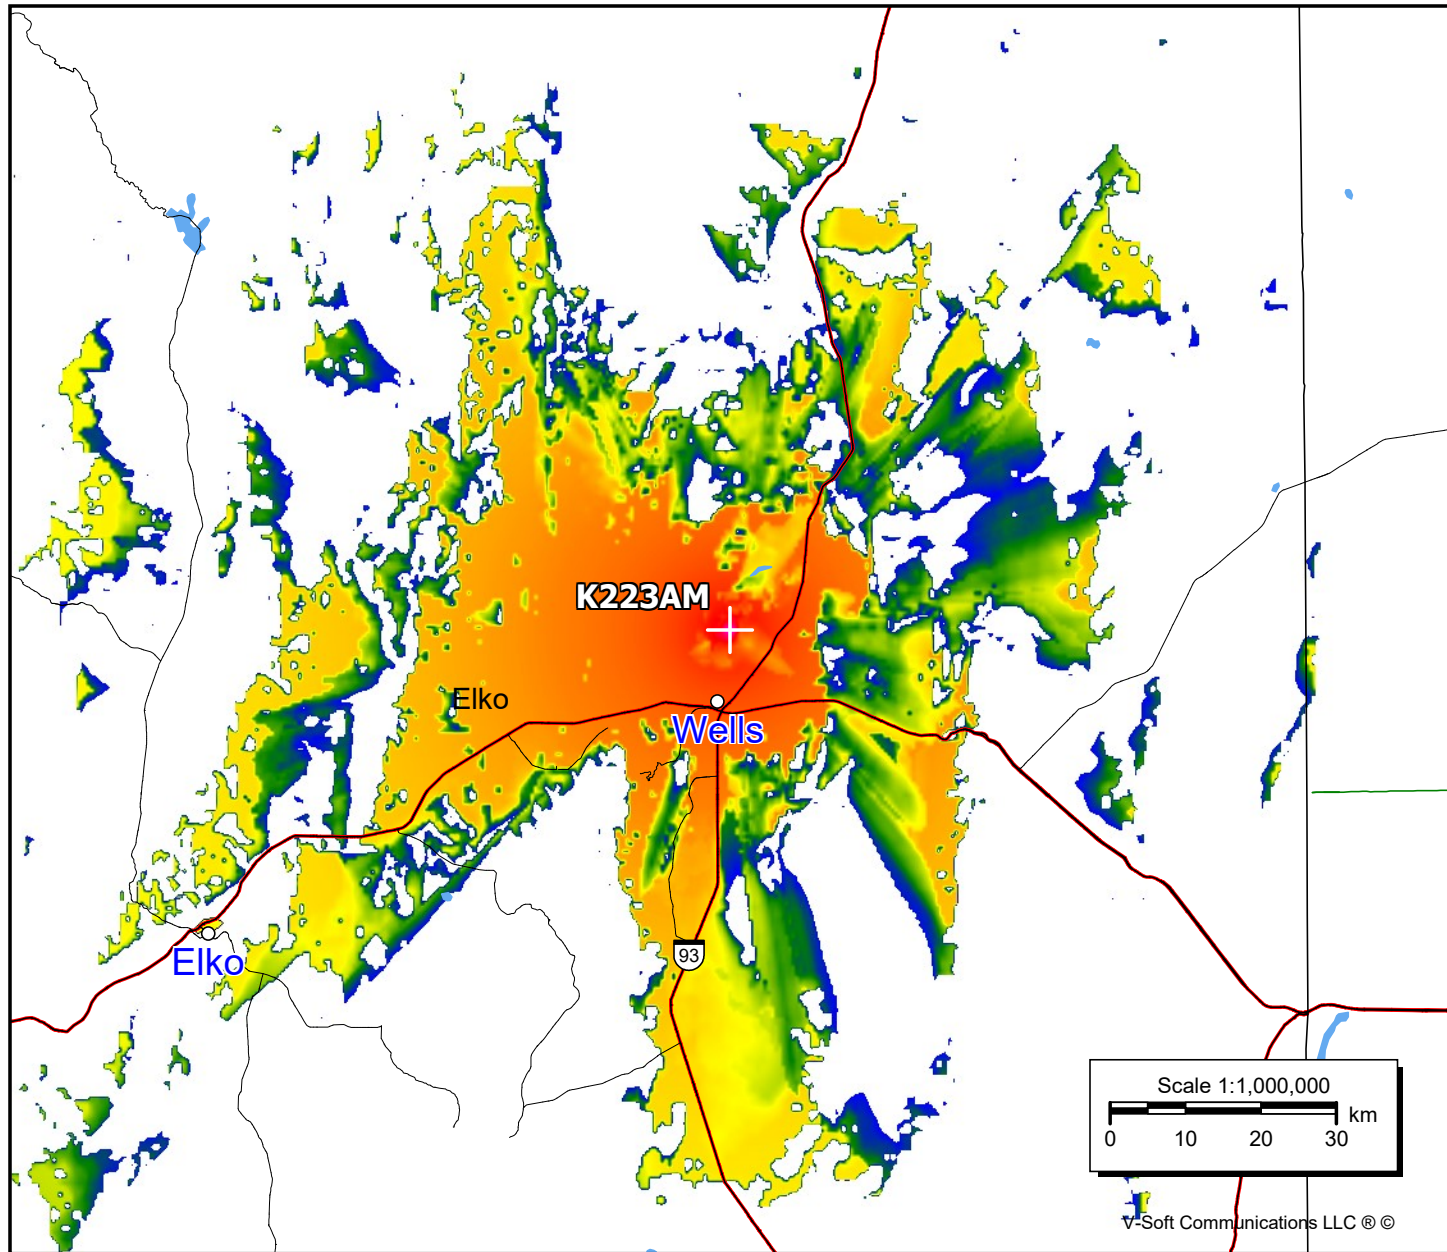 K223AM
Elko
Wells
Elko
93
Scale 1:1,000,000
km
0 10 20 30
V-Soft Communications LLC ® ©